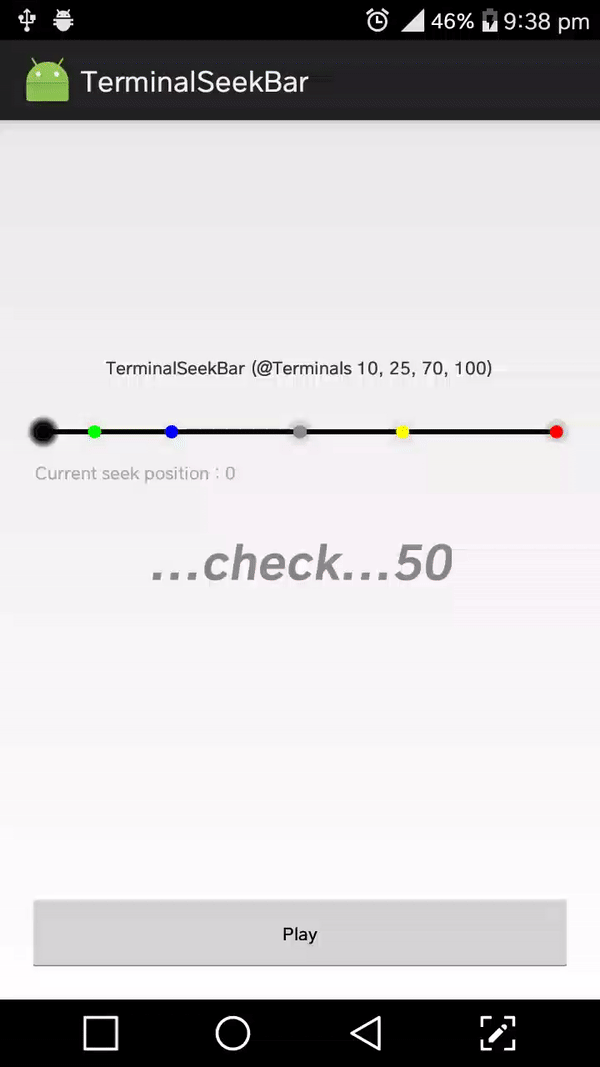 46% 9:38 pm
TerminalSeekBar
TerminalSeekBar (@Terminals 10, 25, 70, 100)
Current seek position : 0
...check...50
Play